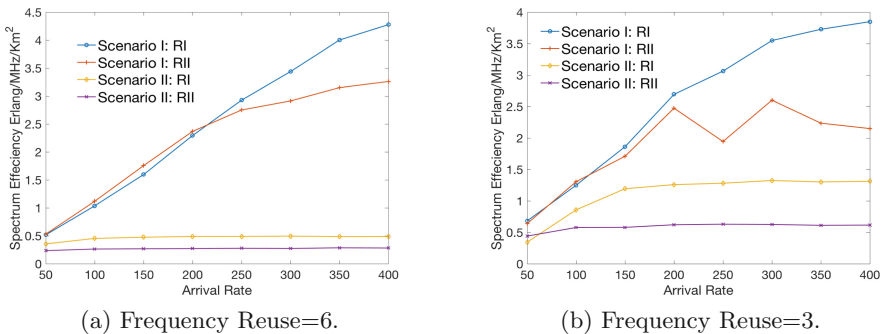 Spectrum Effeciency Erlang/MHz/Km²
4.5
4
3.5
3
2.5
2
1.5
1
0.5
0
Scenario I: RI
Scenario I: RII
Scenario II: RI
Scenario II: RII
50 100 150 200 250 300 350 400
Arrival Rate
(a) Frequency Reuse=6.
Spectrum Effeciency Erlang/MHz/Km²
4
3.5
3
2.5
2
1.5
1
0.5
0
Scenario I: RI
Scenario I: RII
Scenario II: RI
Scenario II: RII
50 100 150 200 250 300 350 400
Arrival Rate
(b) Frequency Reuse=3.